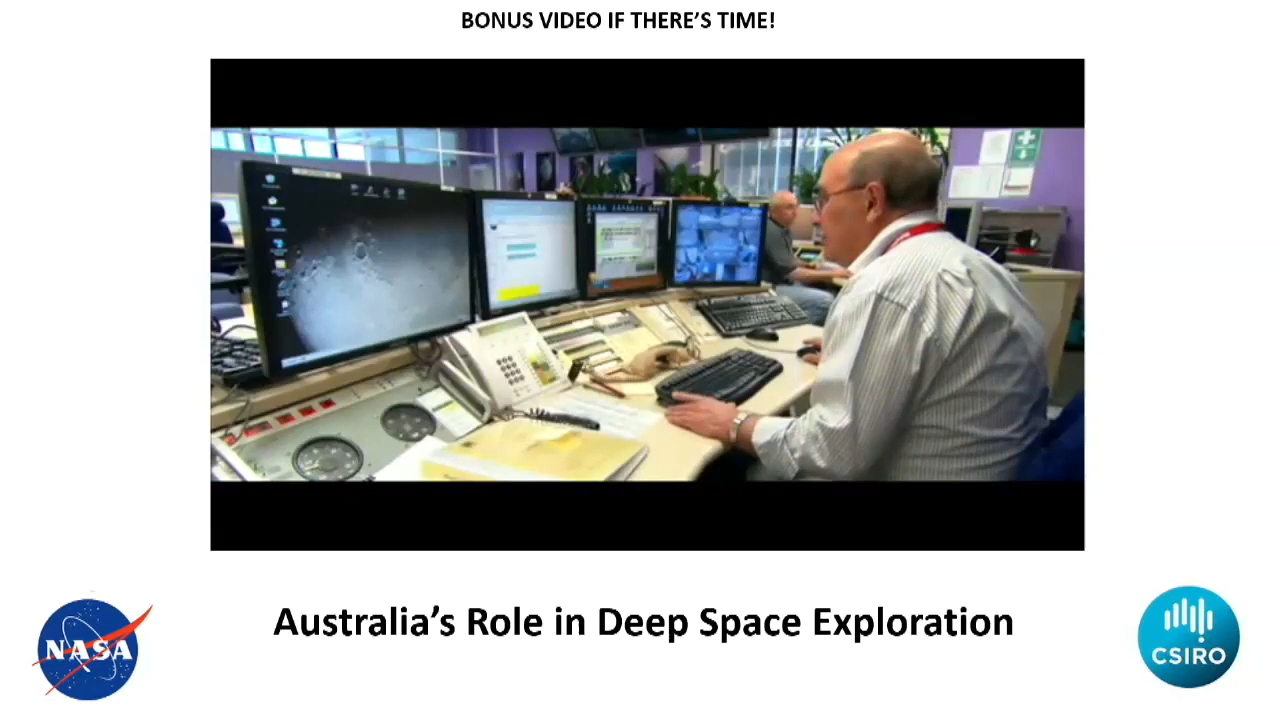 BONUS VIDEO IF THERE'S TIME!
Australia's Role in Deep Space Exploration
NASA
CSIRO